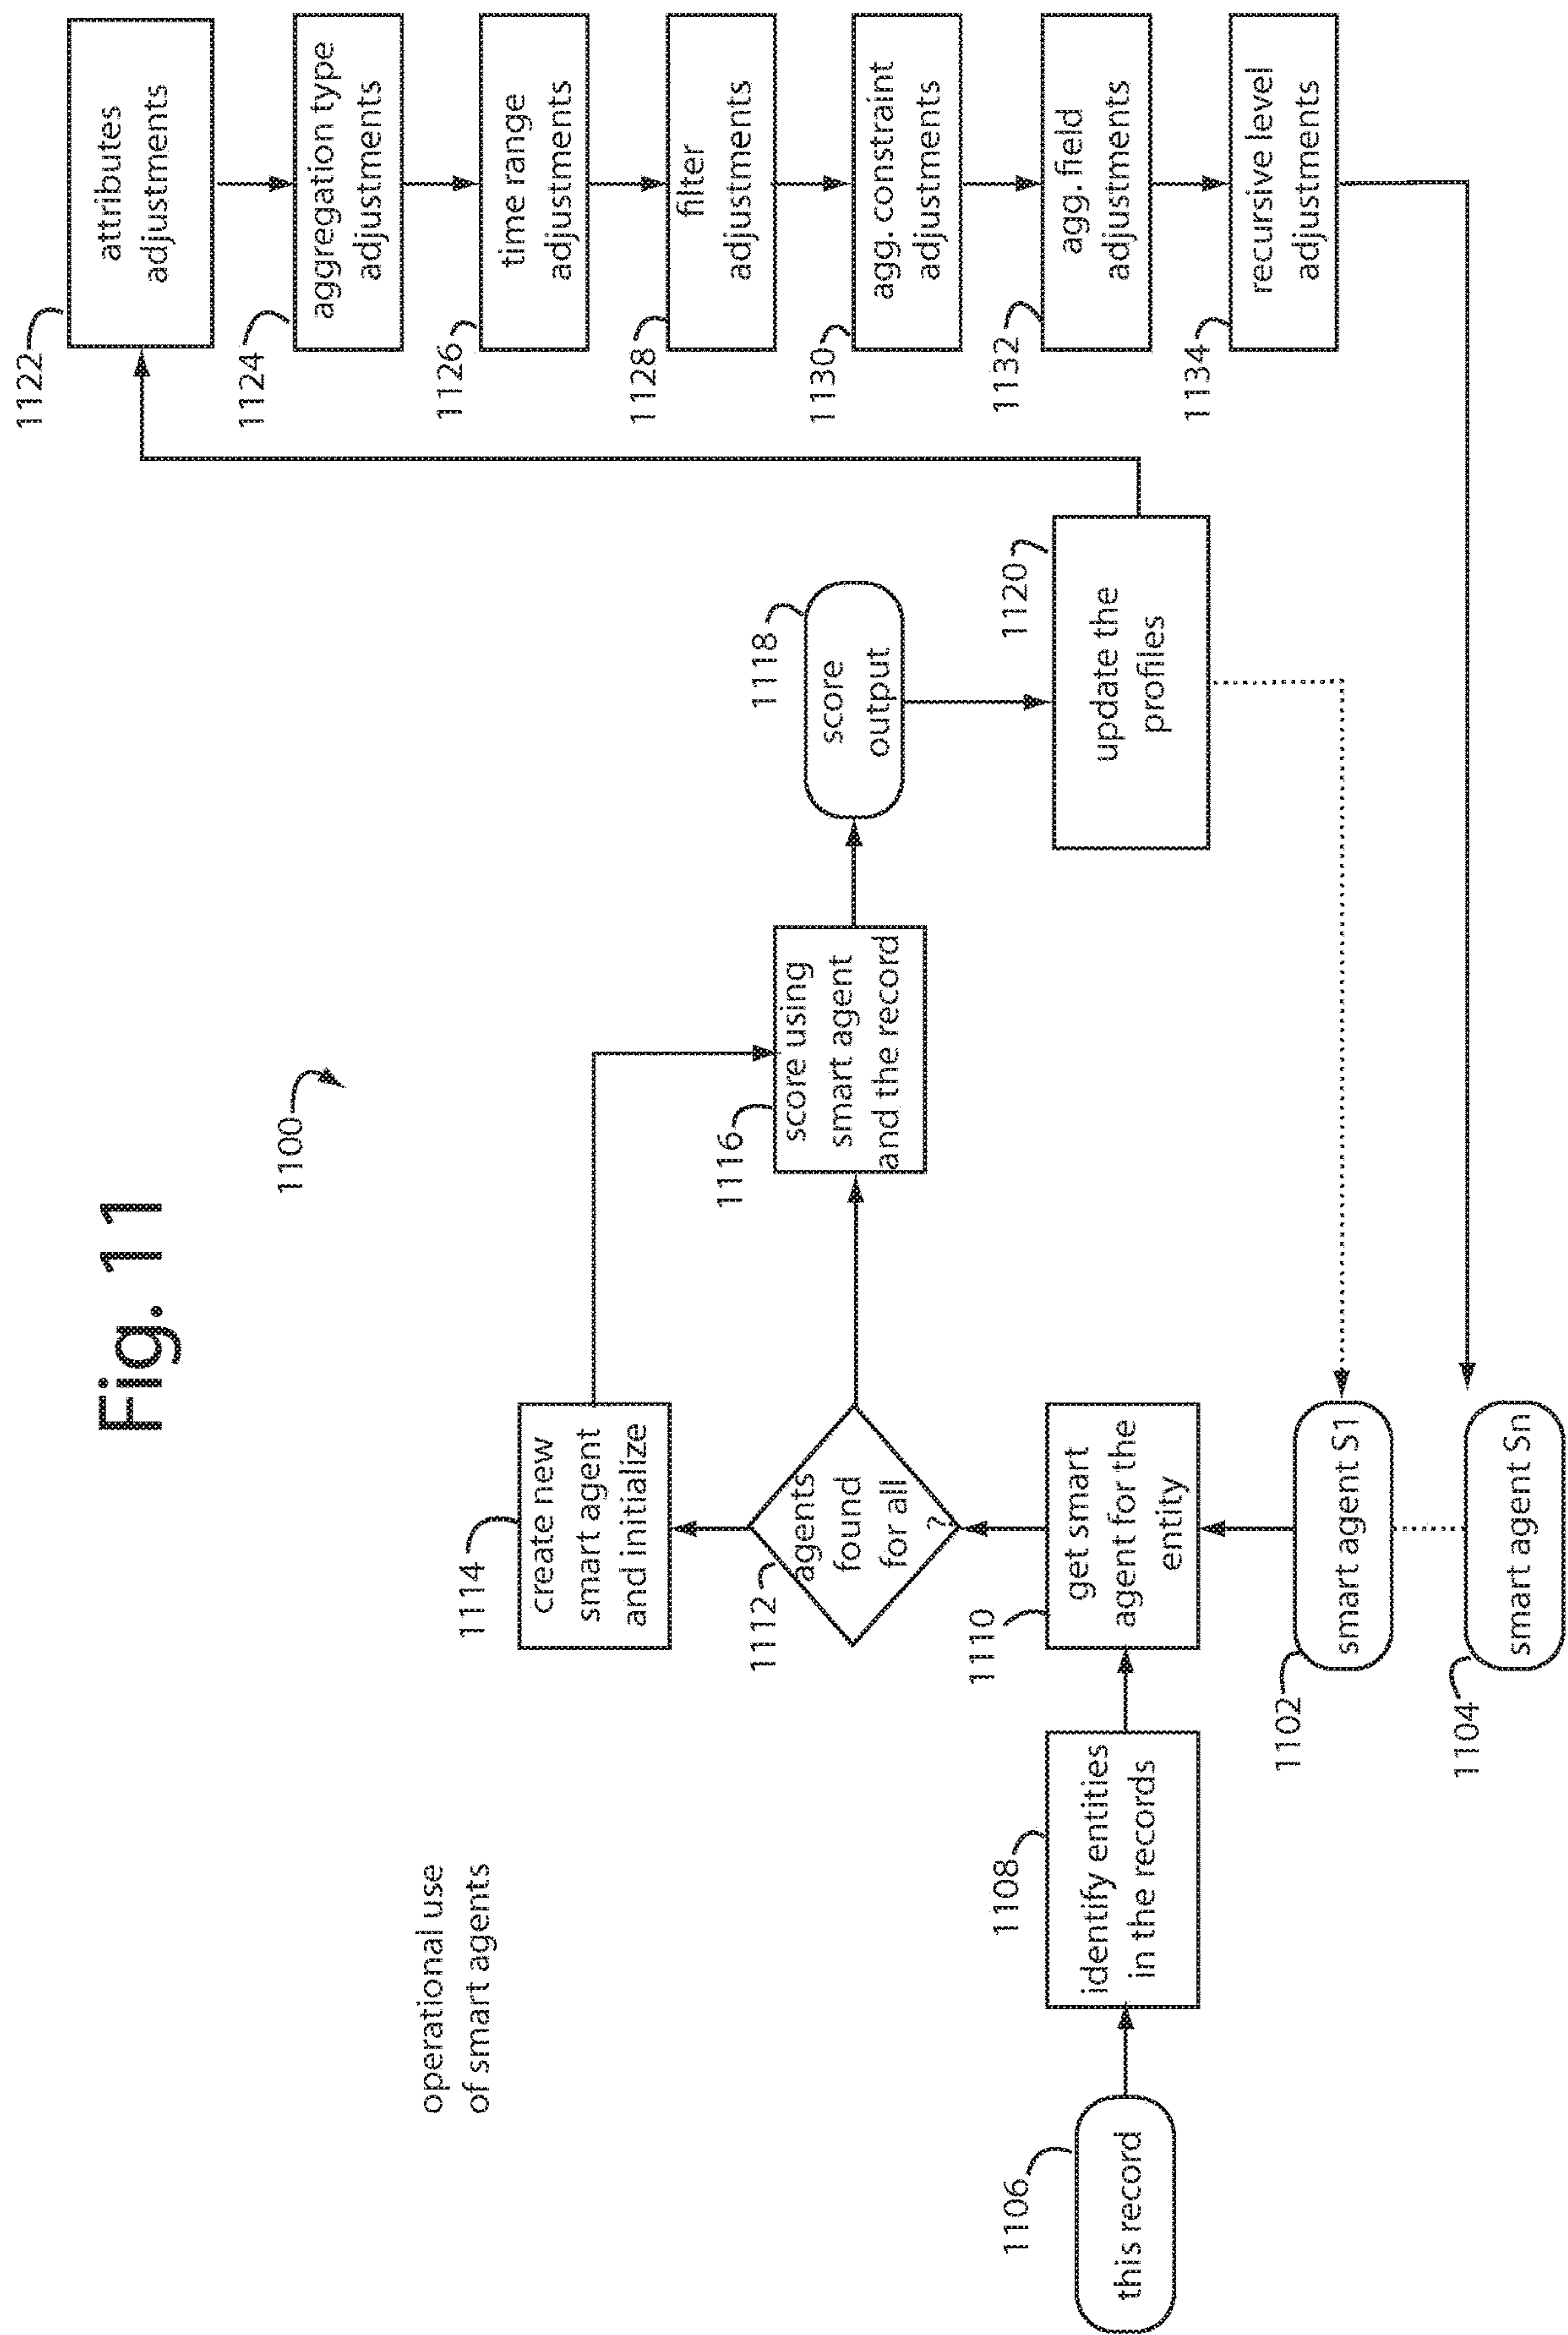 Fig. 11
1100
operational use
of smart agents
1106
this record
1108
identify entities
in the records
1110
get smart
agent for the
entity
1102
smart agent S1
1104
smart agent Sn
1112
agents
found
for all
?
1114
create new
smart agent
and initialize
1116
score using
smart agent
and the record
1118
score
output
1120
update the
profiles
1122
attributes
adjustments
1124
aggregation type
adjustments
1126
time range
adjustments
1128
filter
adjustments
1130
agg. constraint
adjustments
1132
agg. field
adjustments
1134
recursive level
adjustments